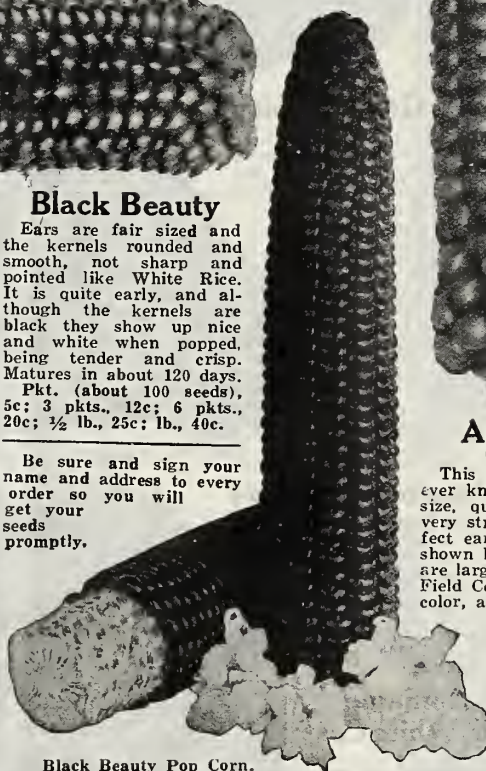 Black Beauty
Ears are fair sized and
the kernels rounded and
smooth, not sharp and
pointed like White Rice.
It is quite early, and al-
though the kernels are
black they show up nice
and white when popped,
being tender and crisp.
Matures in about 120 days.
Pkt. (about 100 seeds),
5c; 3 pkts., 12c; 6 pkts.,
20c; ½ lb., 25c; lb., 40c.
Be sure and sign your
name and address to every
order so you will
get your
seeds
promptly.
Black Beauty Pop Corn.
A
This
ever kn
size, qu
very str
fect ear
shown
are larg
Field Co
color, a